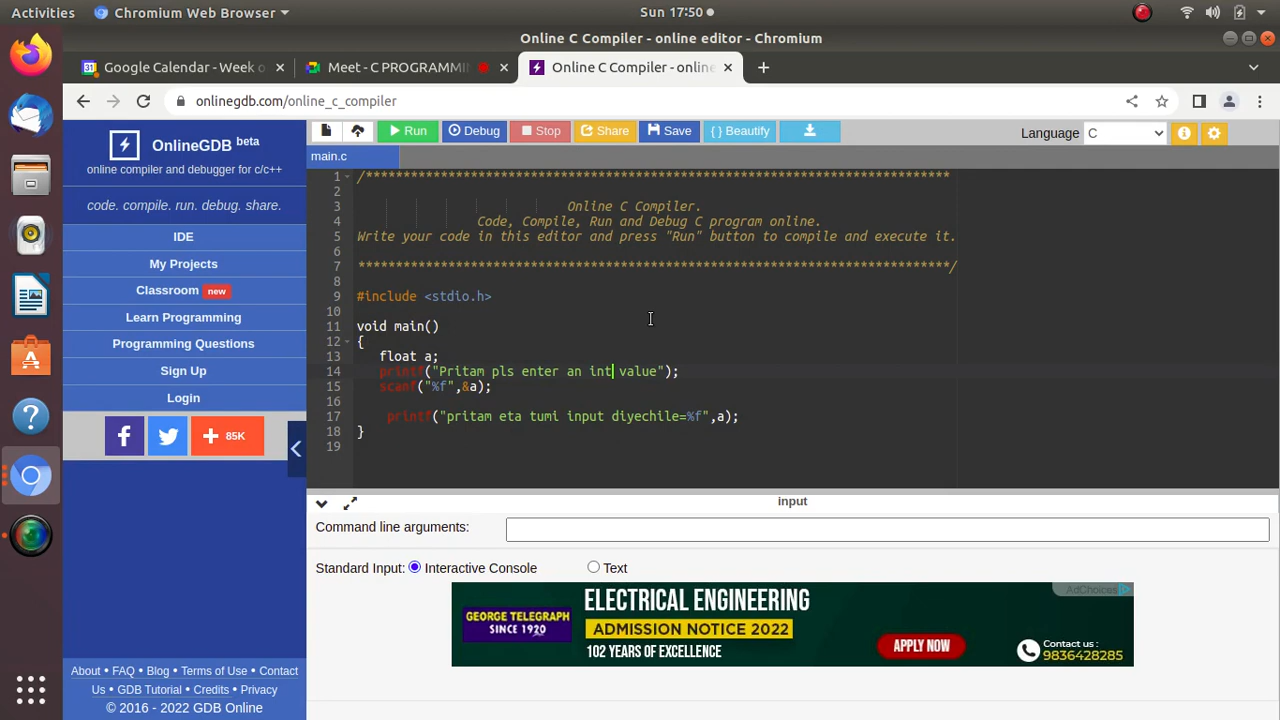 Activities Chromium Web Browser Sun 17:50
Online C Compiler - online editor - Chromium
Google Calendar - Week o Meet - C PROGRAMMIN Online C Compiler - online
onlinegdb.com/online_c_compiler
OnlineGDB beta
online compiler and debugger for c/c++
code. compile. run. debug. share.
IDE
My Projects
Classroom new
Learn Programming
Programming Questions
Sign Up
Login
85K
About • FAQ • Blog • Terms of Use • Contact
Us • GDB Tutorial • Credits • Privacy
© 2016 - 2022 GDB Online
Run Debug Stop Share Save { } Beautify Language C
main.c
1 /******************************************************************************
2
3 Online C Compiler.
4 Code, Compile, Run and Debug C program online.
5 Write your code in this editor and press "Run" button to compile and execute it.
6
7 *******************************************************************************/
8
9 #include <stdio.h>
10
11 void main()
12 {
13 float a;
14 printf("Pritam pls enter an int value");
15 scanf("%f",&a);
16
17 printf("pritam eta tumi input diyechile=%f",a);
18 }
19
input
Command line arguments:
Standard Input: Interactive Console Text
AdChoices
GEORGE TELEGRAPH
SINCE 1920
ELECTRICAL ENGINEERING
ADMISSION NOTICE 2022
102 YEARS OF EXCELLENCE
APPLY NOW
Contact us :
9836428285